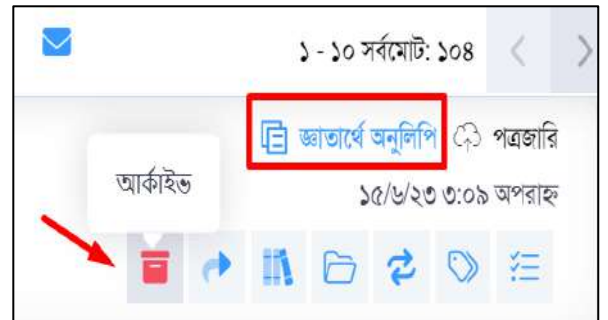 ১ - ১০ সর্বমোট: ১০৪
জ্ঞাতার্থে অনুলিপি পত্রজারি
আর্কাইভ
১৫/৬/২৩ ৩:০৯ অপরাহ্ন